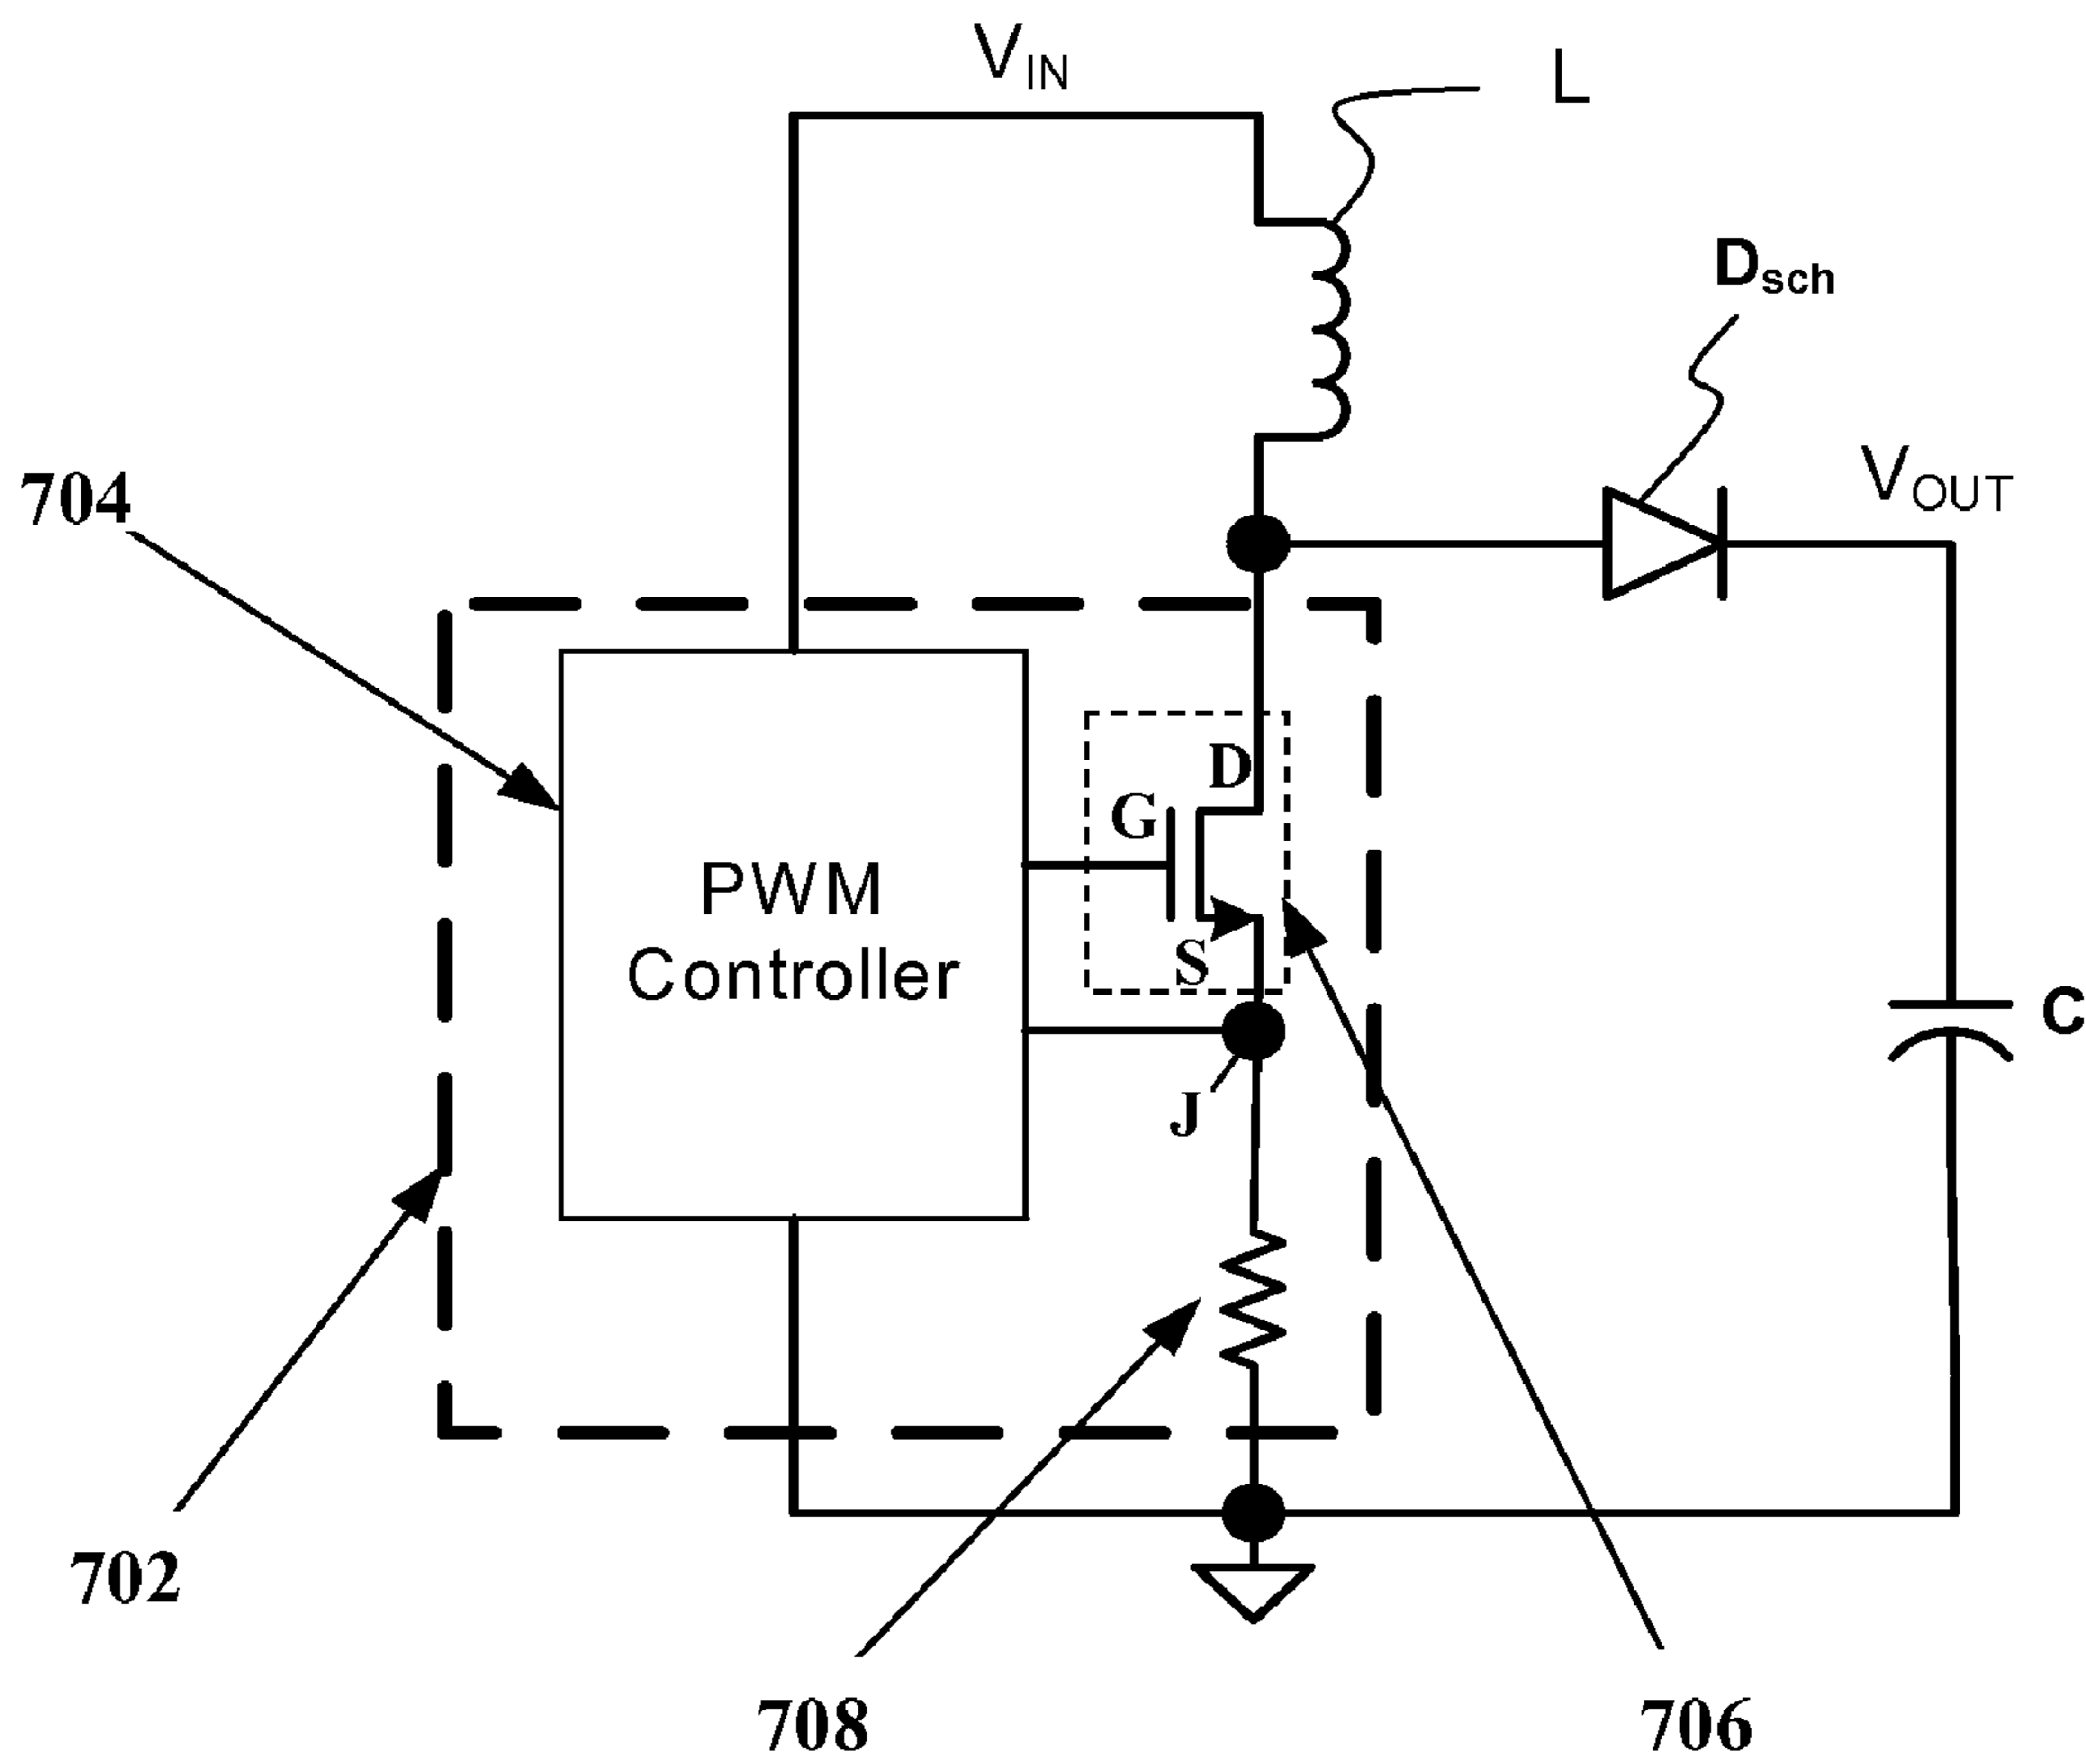 VIN
L
Dsch
VOUT
704
D
G
PWM
Controller
S
C
J
702
708
706